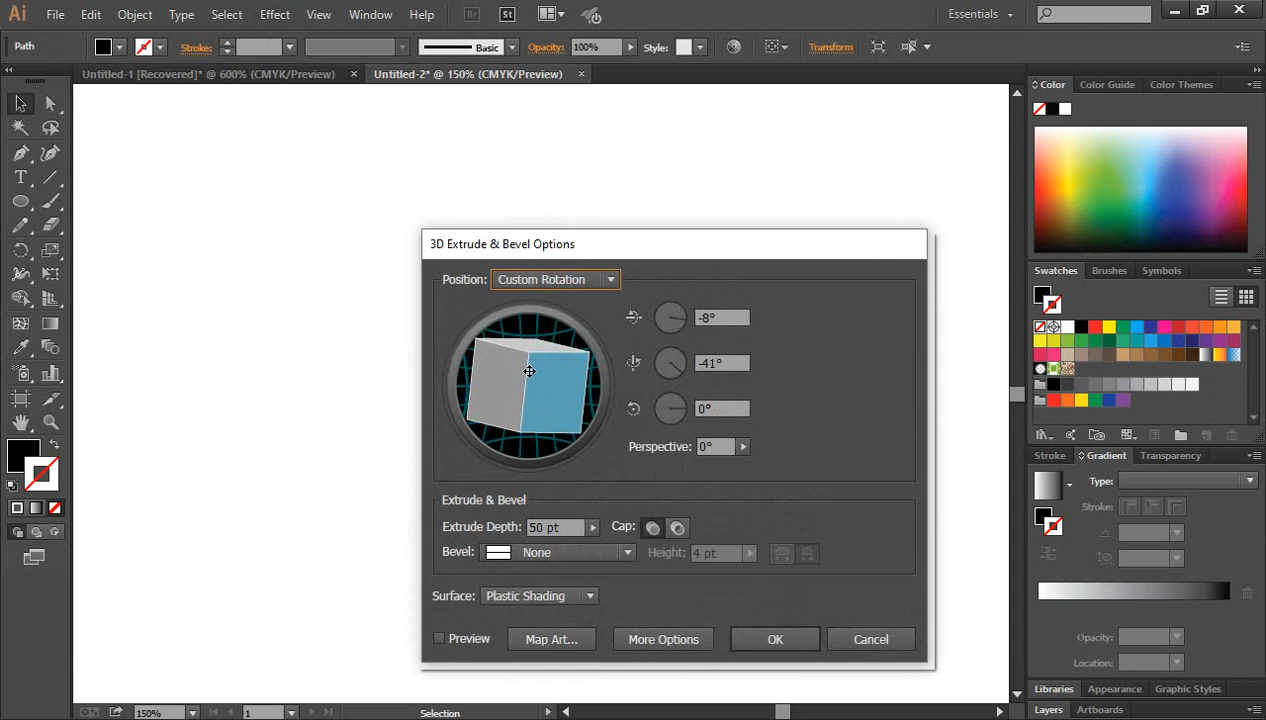 Ai File Edit Object Type Select Effect View Window Help Br St Essentials
Path Stroke: Basic Opacity: 100% Style: Transform
Untitled-1 [Recovered]* @ 600% (CMYK/Preview) × Untitled-2* @ 150% (CMYK/Preview) ×
Color Color Guide Color Themes
3D Extrude & Bevel Options
Position: Custom Rotation
-8°
-41°
0°
Perspective: 0°
Extrude & Bevel
Extrude Depth: 50 pt Cap:
Bevel: None Height: 4 pt
Surface: Plastic Shading
Preview Map Art... More Options OK Cancel
Swatches Brushes Symbols
Stroke Gradient Transparency
Type:
Stroke:
Opacity:
Location:
Libraries Appearance Graphic Styles
Layers Artboards
150% 1 Selection